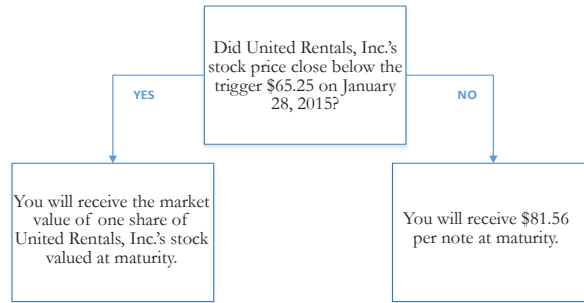 Did United Rentals, Inc.'s
stock price close below the
trigger $65.25 on January
28, 2015?
YES
NO
You will receive the market
value of one share of
United Rentals, Inc.'s stock
valued at maturity.
You will receive $81.56
per note at maturity.